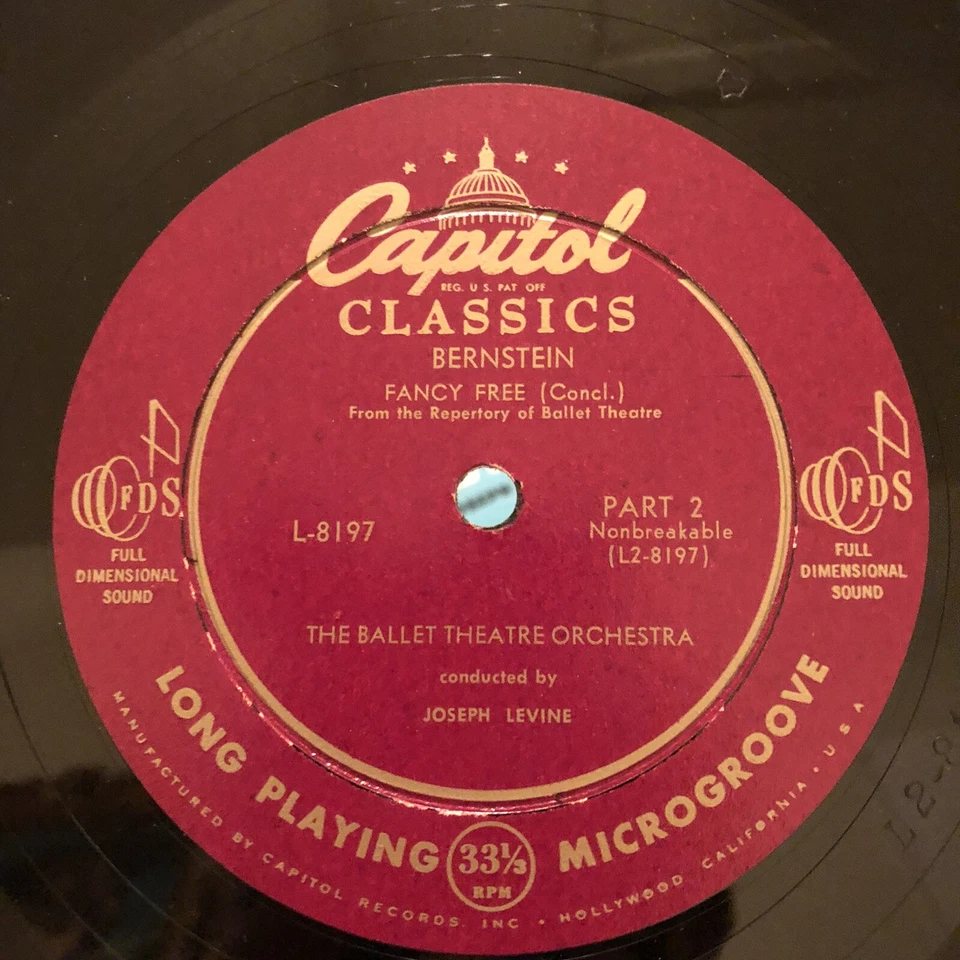 Capitol
REG. U.S. PAT. OFF
CLASSICS
BERNSTEIN
FANCY FREE (Concl.)
From the Repertory of Ballet Theatre
L-8197
PART 2
Nonbreakable
(L2-8197)
FDS
FULL
DIMENSIONAL
SOUND
FDS
FULL
DIMENSIONAL
SOUND
THE BALLET THEATRE ORCHESTRA
conducted by
JOSEPH LEVINE
LONG PLAYING 33⅓ RPM MICROGROOVE
MANUFACTURED BY CAPITOL RECORDS, INC • HOLLYWOOD CALIFORNIA • U S A